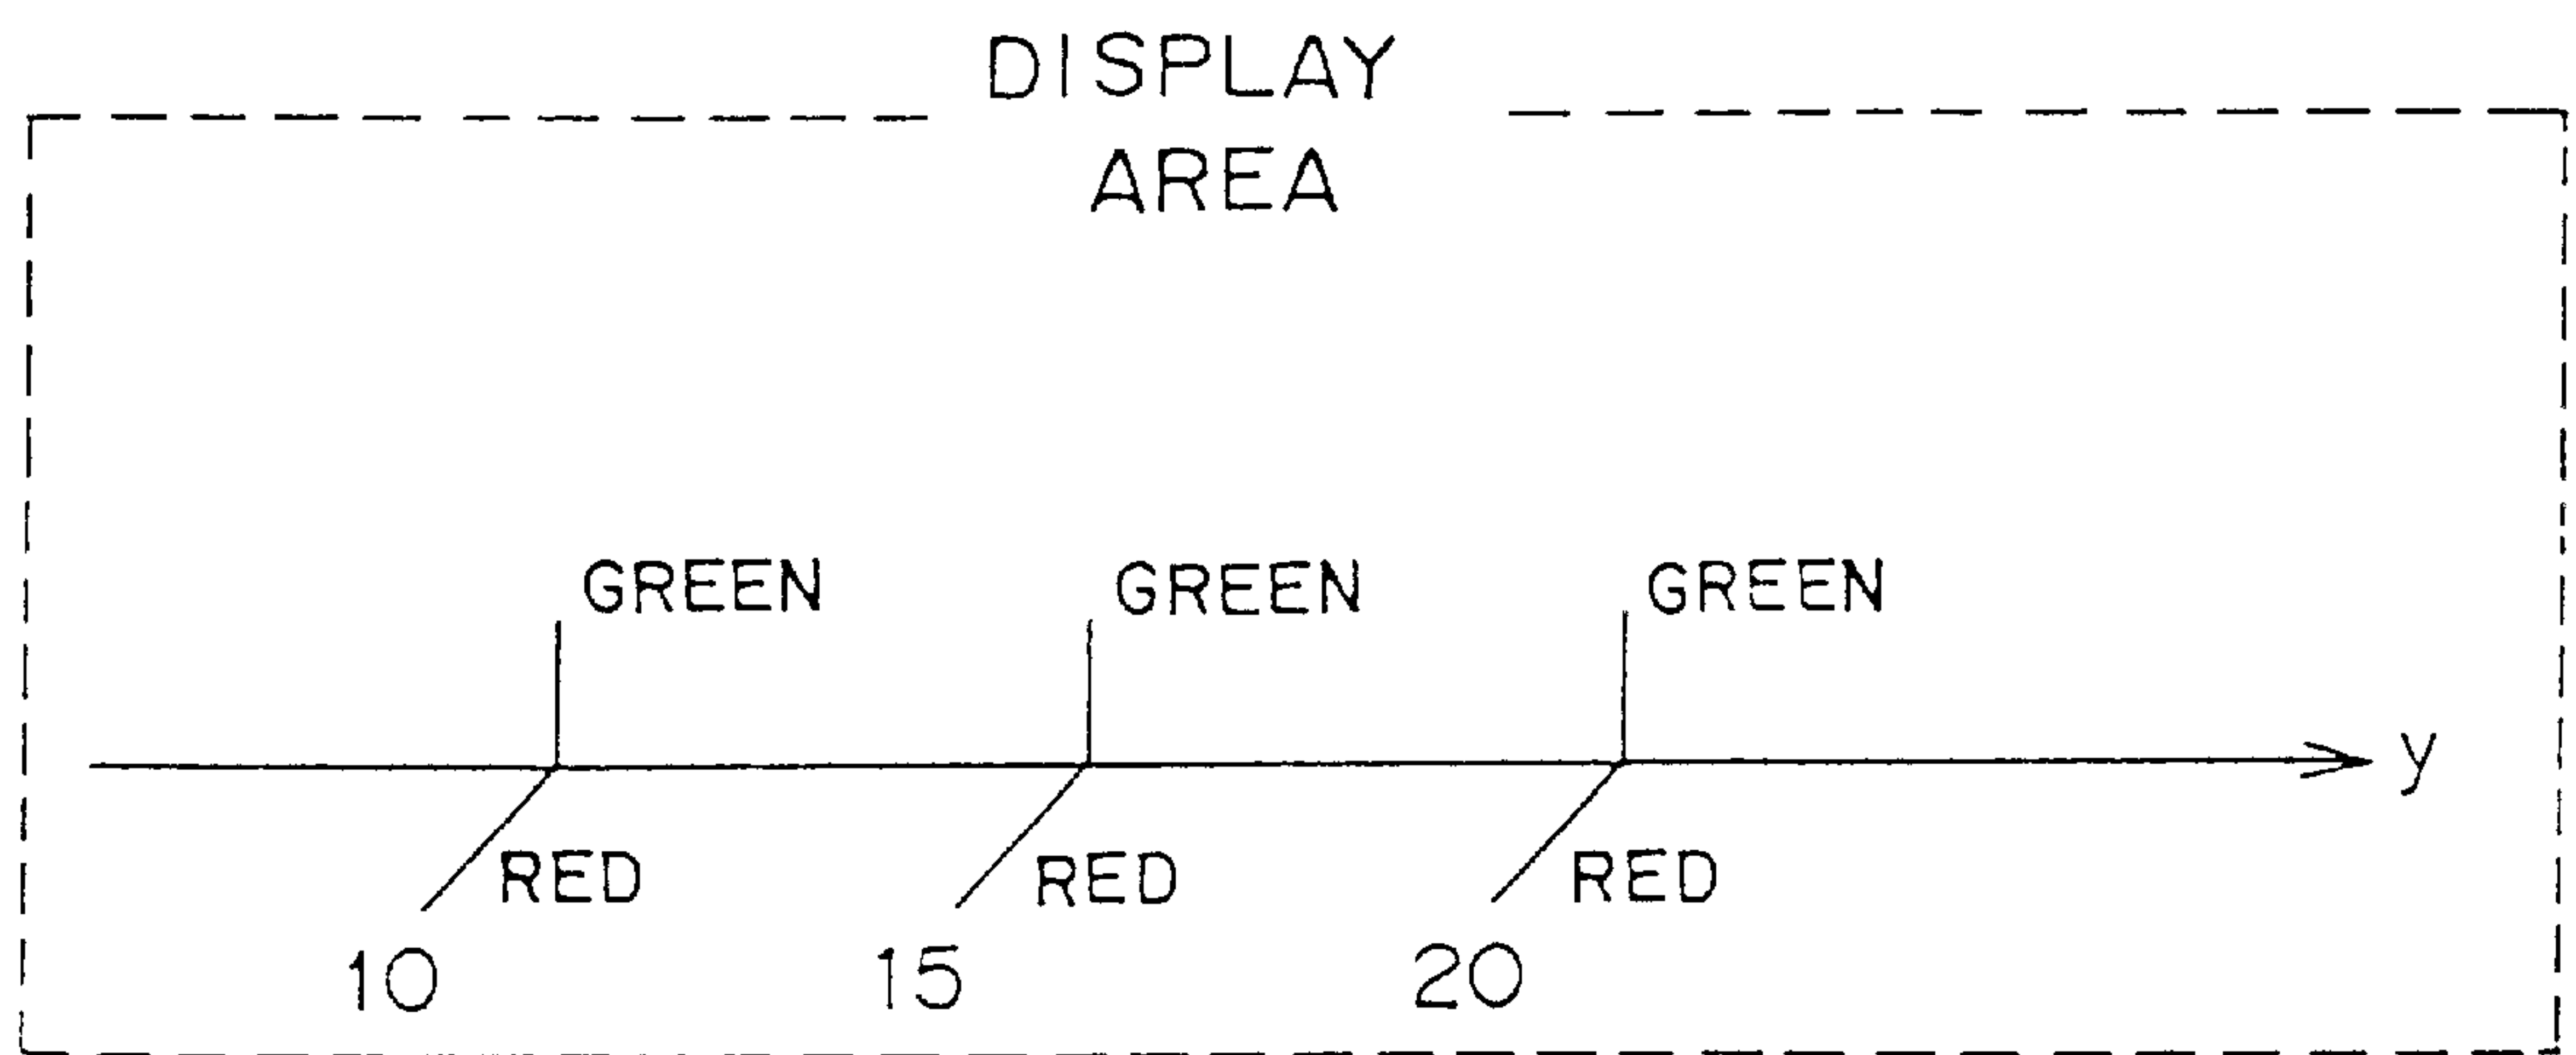 DISPLAY
AREA
GREEN GREEN GREEN
y
RED RED RED
10 15 20